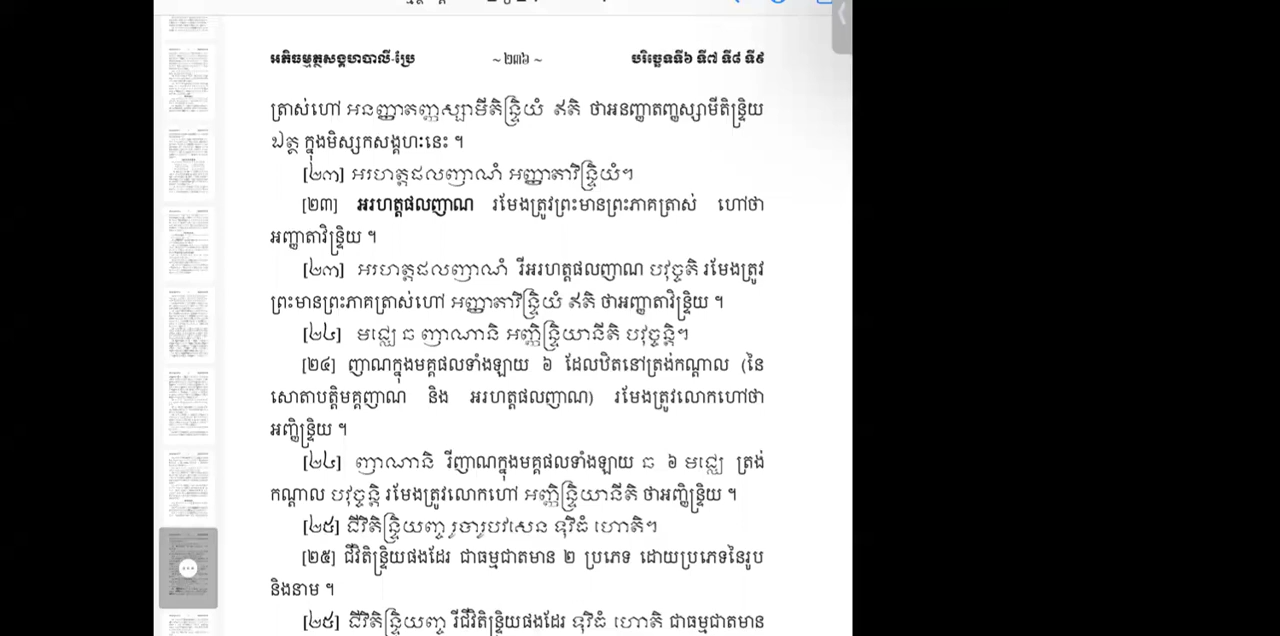 អភិធម្មត្ថសង្គហបាលី-ប្រែ ~ ២៣៦ ~ បរិច្ឆេទទី៦ ទី៧ ទី៨ ទី៩
ត្រាស់ហៅ អនញ្ញាតញ្ញស្សាមីតិន្ទ្រិយំ ឥតិ ថាអនញ្ញាតញ្ញស្សាមីតិន្ទ្រិយ
ឯត្ថ ក្នុងមិស្សកសង្គហនេះ ។
[២៣] អរហត្តផលញាណំ អញ្ញាតាវិន្ទ្រិយំ។
[២៣] អរហត្តផលញាណ រមែងត្រូវព្រះមានព្រះភាគត្រាស់ ហៅថា
អញ្ញាតាវិន្ទ្រិយ ។
[២៣] អរហត្តផលញាណំ រីអរហត្តផលញាណ បវុច្ចតិ រមែងត្រូវ
ព្រះមានព្រះភាគត្រាស់ហៅ អញ្ញាតាវិន្ទ្រិយំ ឥតិ ថាអញ្ញាតាវិន្ទ្រិយ ។
[២៤] មជ្ឈេ ឆ ញាណានិ អញ្ញិន្ទ្រិយានីតិ បវុច្ចន្តិ។
[២៤] ញាណក្នុងមគ្គផលទាំងឡាយ ៦ ដែលមាននៅត្រង់កណ្តាល (នៃ
សោតាបត្តិមគ្គញាណ និង អរហត្តផលញាណ) រមែងត្រូវលោកហៅថា
អញ្ញិន្ទ្រិយ ។
[២៤] ញាណានិ រីញាណក្នុងមគ្គផលទាំងឡាយ ឆ ៦ មជ្ឈេ ត្រង់
កណ្តាល បវុច្ចន្តិ រមែងត្រូវលោកហៅ អញ្ញិន្ទ្រិយានិ ឥតិ ថាអញ្ញិន្ទ្រិយ ។
[២៥] ជីវិតិន្ទ្រិយញ្ច រូបារូបវសេន ទុវិធំ ហោតិ។
[២៥] ជីវិតិន្ទ្រិយផងដែរ ជាធម្មជាតមាន ២ ប្រការ ដោយប្រភេទនៃរូប
និងនាម ។
[២៥] ជីវិតិន្ទ្រិយញ្ច រីជីវិតិន្ទ្រិយផងដែរ ទុវិធំ ហោតិ ជាធម្មជាតមាន